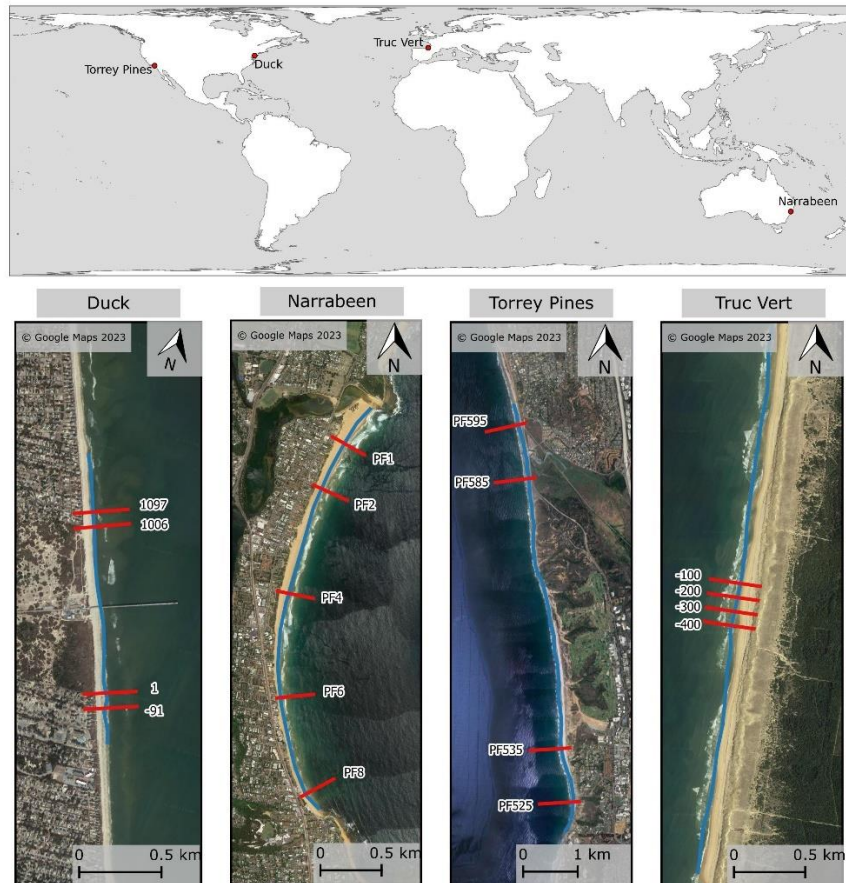 Truc Vert
Duck
Torrey Pines
Narrabeen
Duck
Narrabeen
Torrey Pines
Truc Vert
© Google Maps 2023
N
© Google Maps 2023
N
© Google Maps 2023
N
© Google Maps 2023
N
1097
1006
1
-91
0 0.5 km
PF1
PF2
PF4
PF6
PF8
0 0.5 km
PF595
PF585
PF535
PF525
0 1 km
-100
-200
-300
-400
0 0.5 km